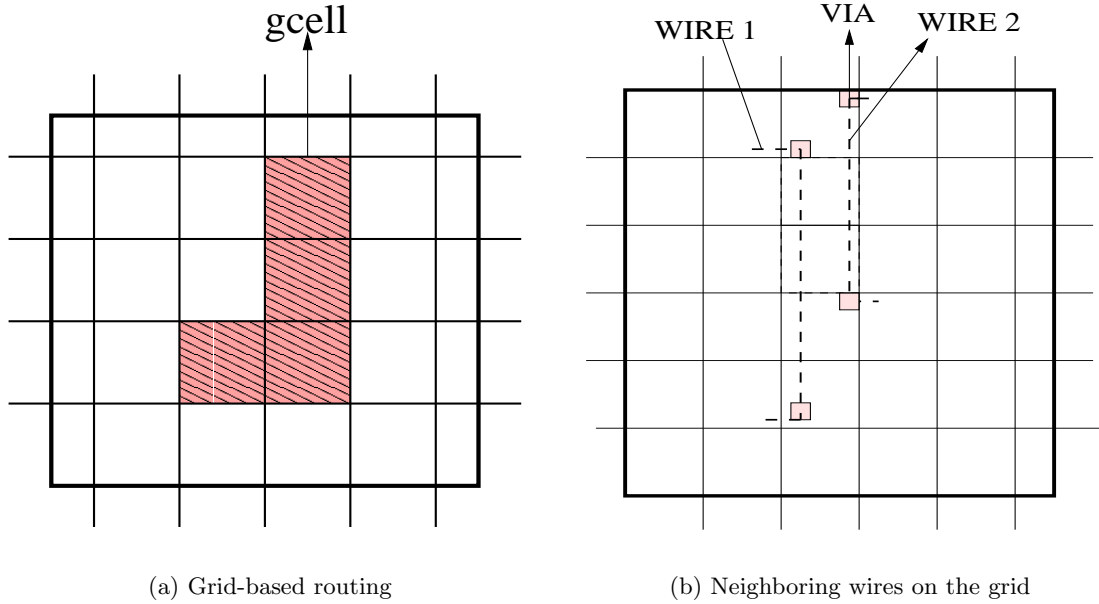 gcell
WIRE 1
VIA
WIRE 2
(a) Grid-based routing
(b) Neighboring wires on the grid